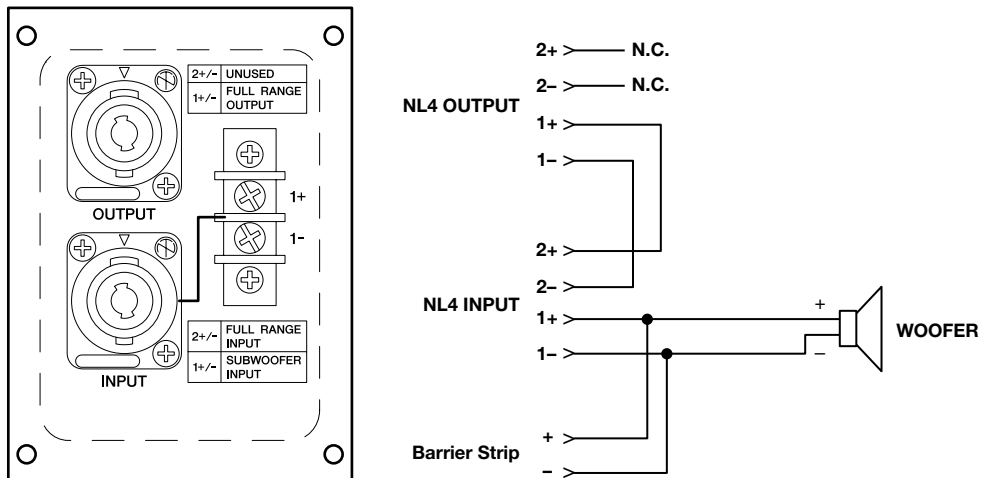 2+/- UNUSED
1+/- FULL RANGE
OUTPUT
1+
1-
OUTPUT
2+/- FULL RANGE
INPUT
1+/- SUBWOOFER
INPUT
INPUT
2+ N.C.
2– N.C.
NL4 OUTPUT
1+
1–
2+
2–
NL4 INPUT
1+
1–
+
–
WOOFER
Barrier Strip
+
–